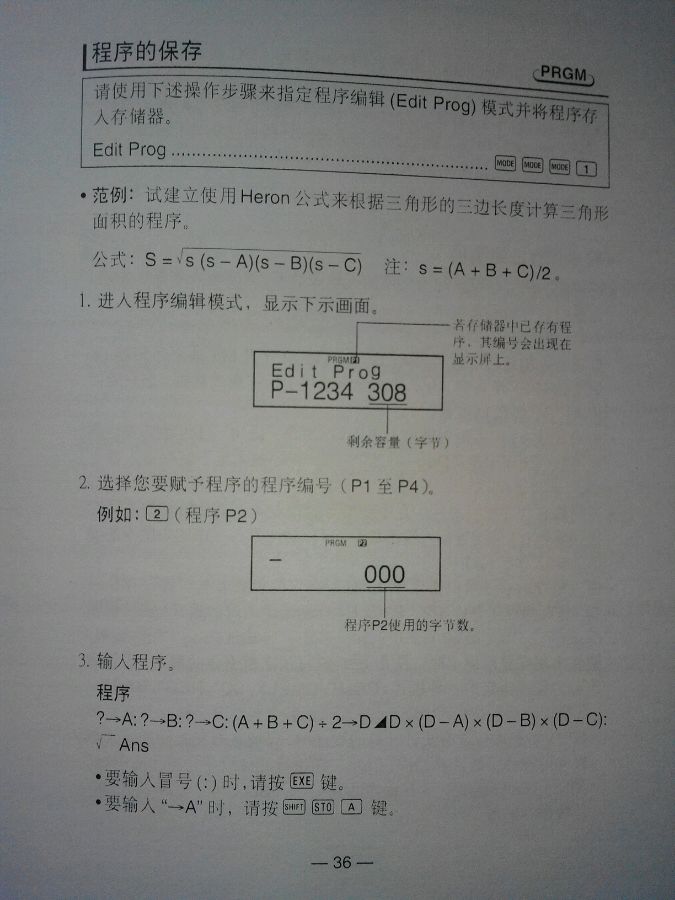 程序的保存
PRGM
请使用下述操作步骤来指定程序编辑 (Edit Prog) 模式并将程序存
入存储器。
Edit Prog ................................................................ MODE MODE MODE 1
• 范例：试建立使用 Heron 公式来根据三角形的三边长度计算三角形
面积的程序。
公式：S = √s (s − A)(s − B)(s − C) 注：s = (A + B + C)/2 。
1. 进入程序编辑模式，显示下示画面。
若存储器中已存有程
序，其编号会出现在
显示屏上。
PRGM P1
Edit Prog
P−1234 308
剩余容量（字节）
2. 选择您要赋予程序的程序编号（P1 至 P4）。
例如：2（程序 P2）
PRGM P2
–
000
程序P2使用的字节数。
3. 输入程序。
程序
?→A: ?→B: ?→C: (A + B + C) ÷ 2→D◢D × (D − A) × (D − B) × (D − C):
√ Ans
• 要输入冒号 (:) 时，请按 EXE 键。
• 要输入 “→A” 时，请按 SHIFT STO A 键。
— 36 —